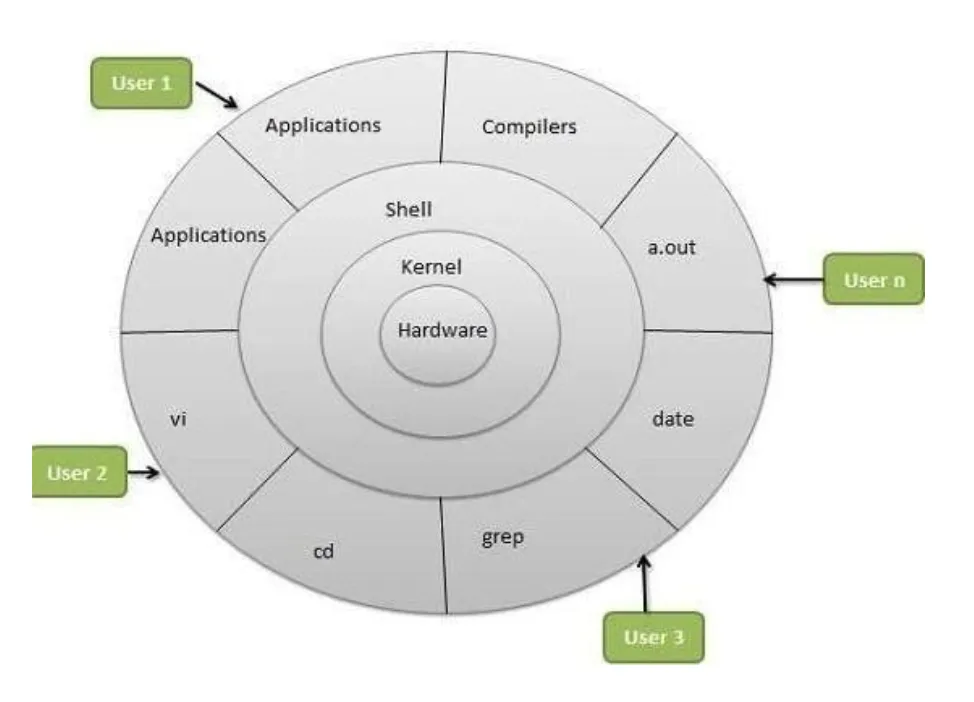 User 1
Applications
Compilers
Shell
Applications
a.out
Kernel
User n
Hardware
vi
date
User 2
cd
grep
User 3